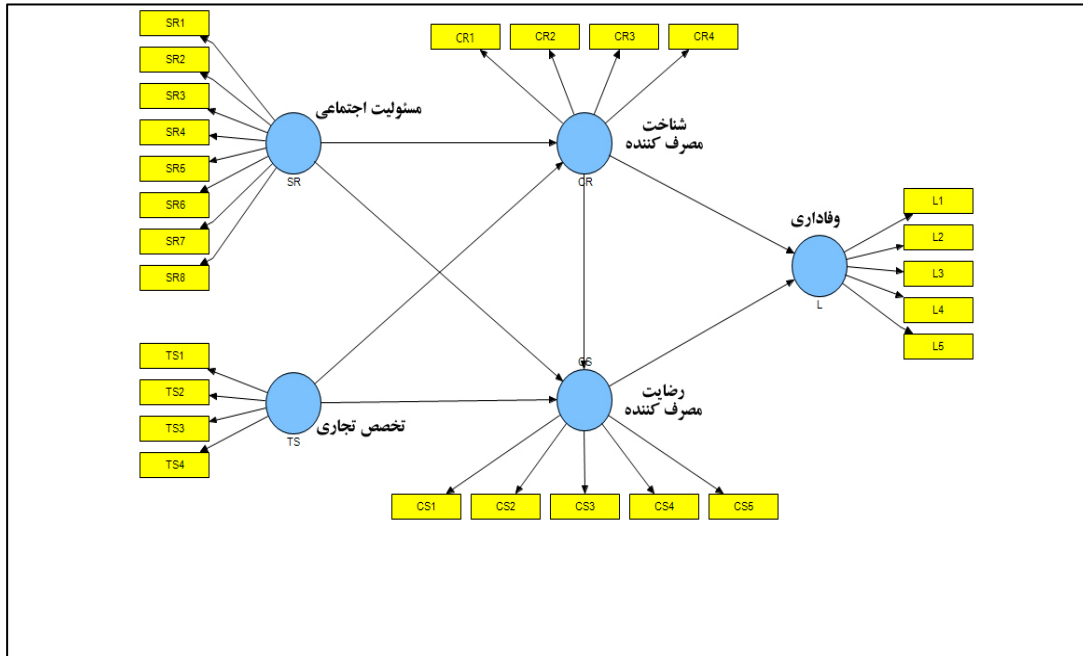 SR1
SR2
SR3
SR4
SR5
SR6
SR7
SR8
مسئولیت اجتماعی
SR
CR1
CR2
CR3
CR4
شناخت
مصرف کننده
CR
وفاداری
L
L1
L2
L3
L4
L5
TS1
TS2
TS3
TS4
تخصص تجاری
TS
CS
رضایت
مصرف کننده
CS1
CS2
CS3
CS4
CS5